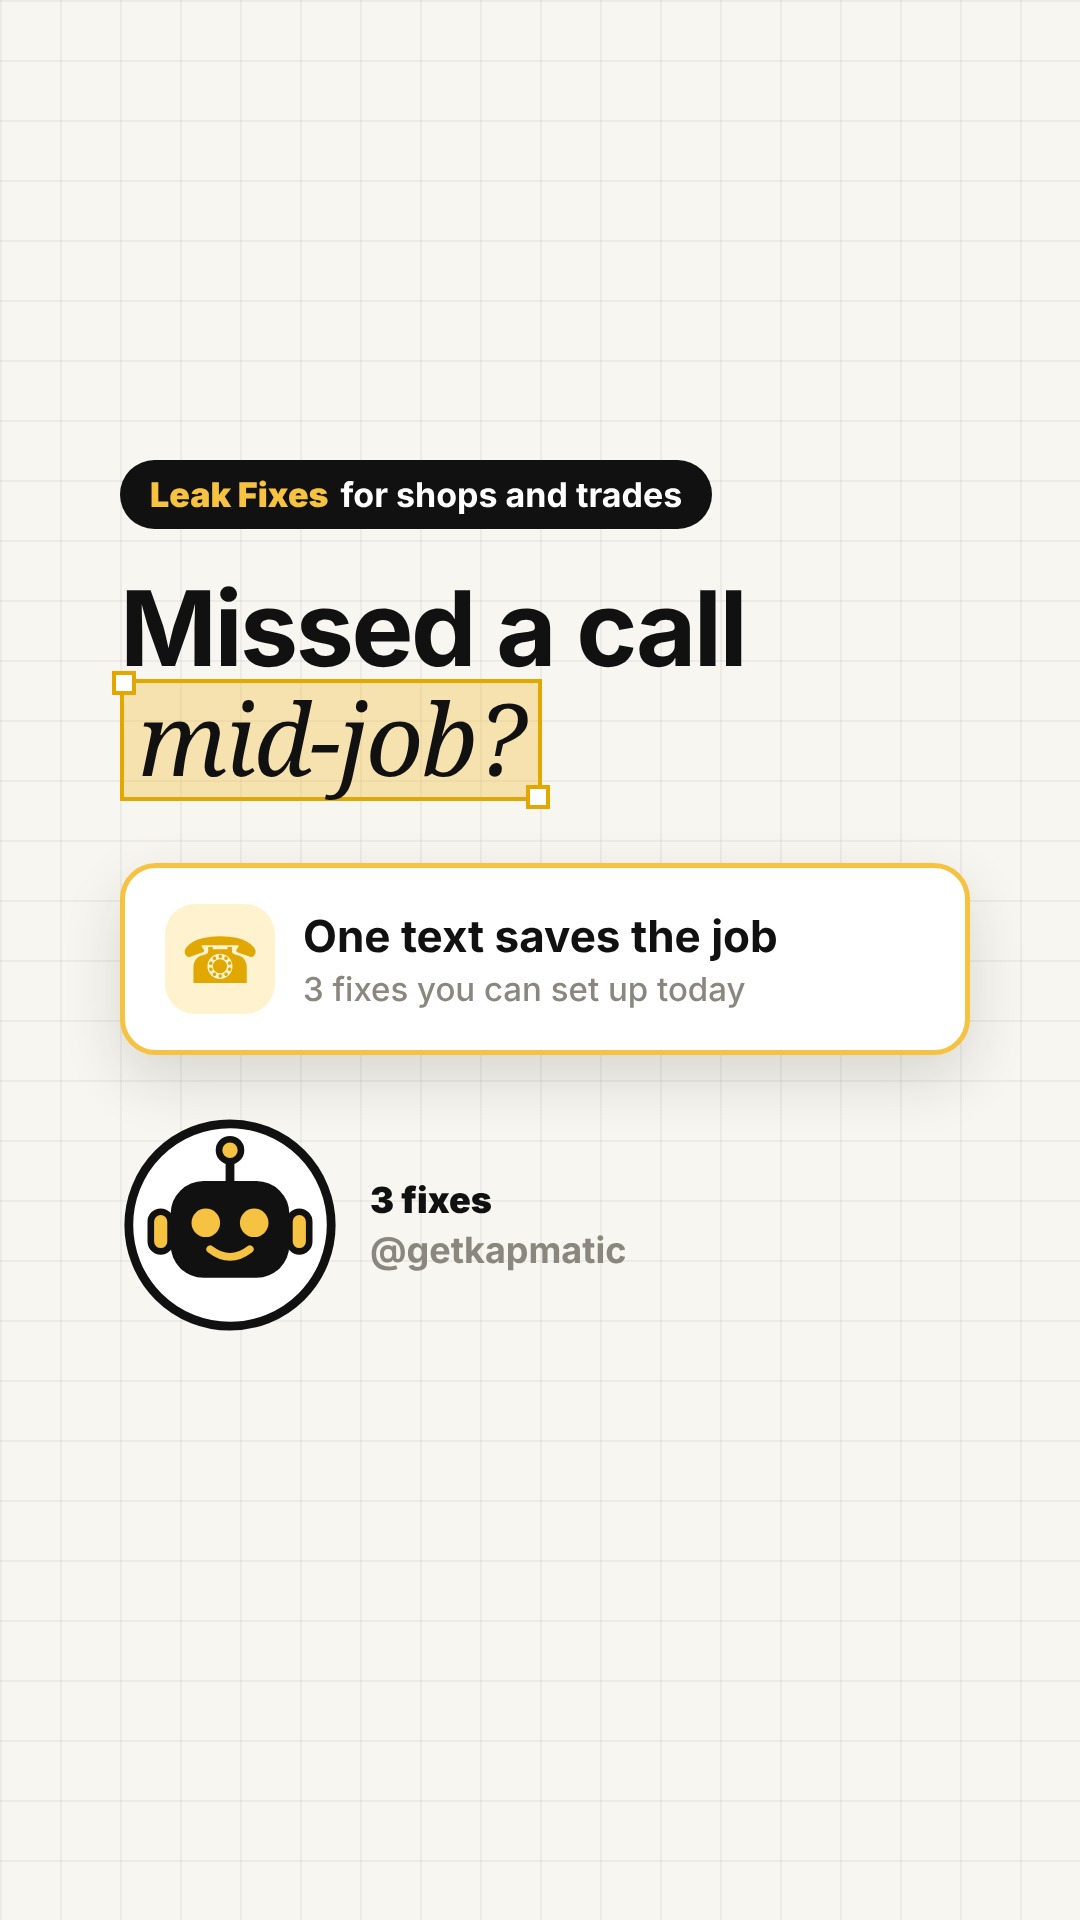 Leak Fixes for shops and trades
Missed a call
mid-job?
One text saves the job
3 fixes you can set up today
3 fixes
@getkapmatic